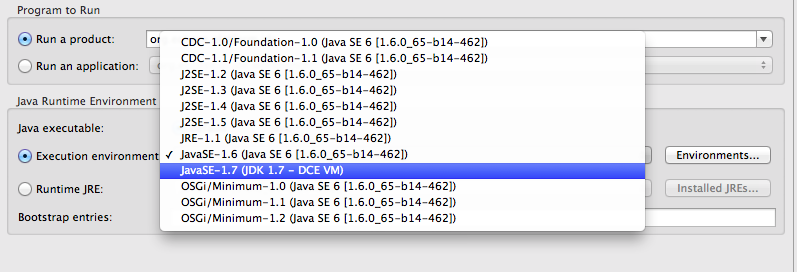 Program to Run
Run a product:
CDC-1.0/Foundation-1.0 (Java SE 6 [1.6.0_65-b14-462])
CDC-1.1/Foundation-1.1 (Java SE 6 [1.6.0_65-b14-462])
Run an application:
J2SE-1.2 (Java SE 6 [1.6.0_65-b14-462])
J2SE-1.3 (Java SE 6 [1.6.0_65-b14-462])
Java Runtime Environment
J2SE-1.4 (Java SE 6 [1.6.0_65-b14-462])
J2SE-1.5 (Java SE 6 [1.6.0_65-b14-462])
Java executable:
JRE-1.1 (Java SE 6 [1.6.0_65-b14-462])
Execution environment
✓ JavaSE-1.6 (Java SE 6 [1.6.0_65-b14-462])
Environments...
JavaSE-1.7 (JDK 1.7 - DCE VM)
Runtime JRE:
OSGi/Minimum-1.0 (Java SE 6 [1.6.0_65-b14-462])
Installed JREs...
OSGi/Minimum-1.1 (Java SE 6 [1.6.0_65-b14-462])
Bootstrap entries:
OSGi/Minimum-1.2 (Java SE 6 [1.6.0_65-b14-462])